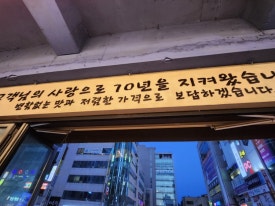 고객님의 사랑으로 70년을 지켜왔습니
변함없는 맛과 저렴한 가격으로 보답하겠습니다